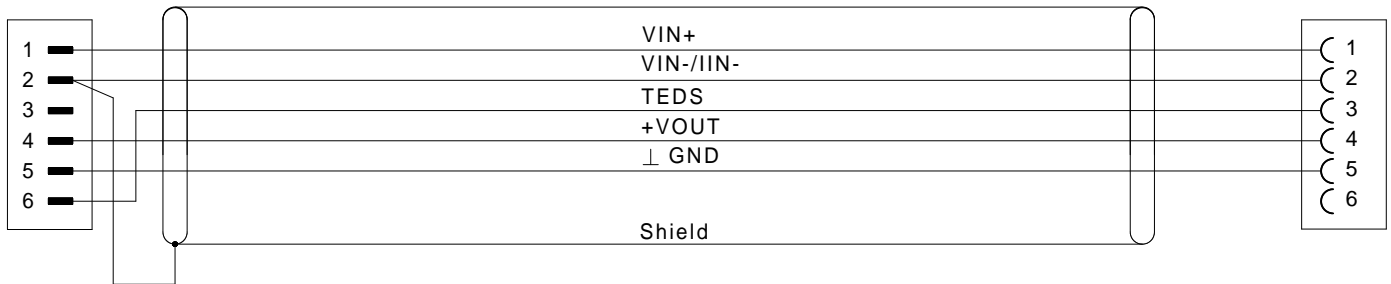 VIN+
1 1
VIN-/IIN-
2 2
TEDS
3 3
+VOUT
4 4
⊥ GND
5 5
6 6
Shield